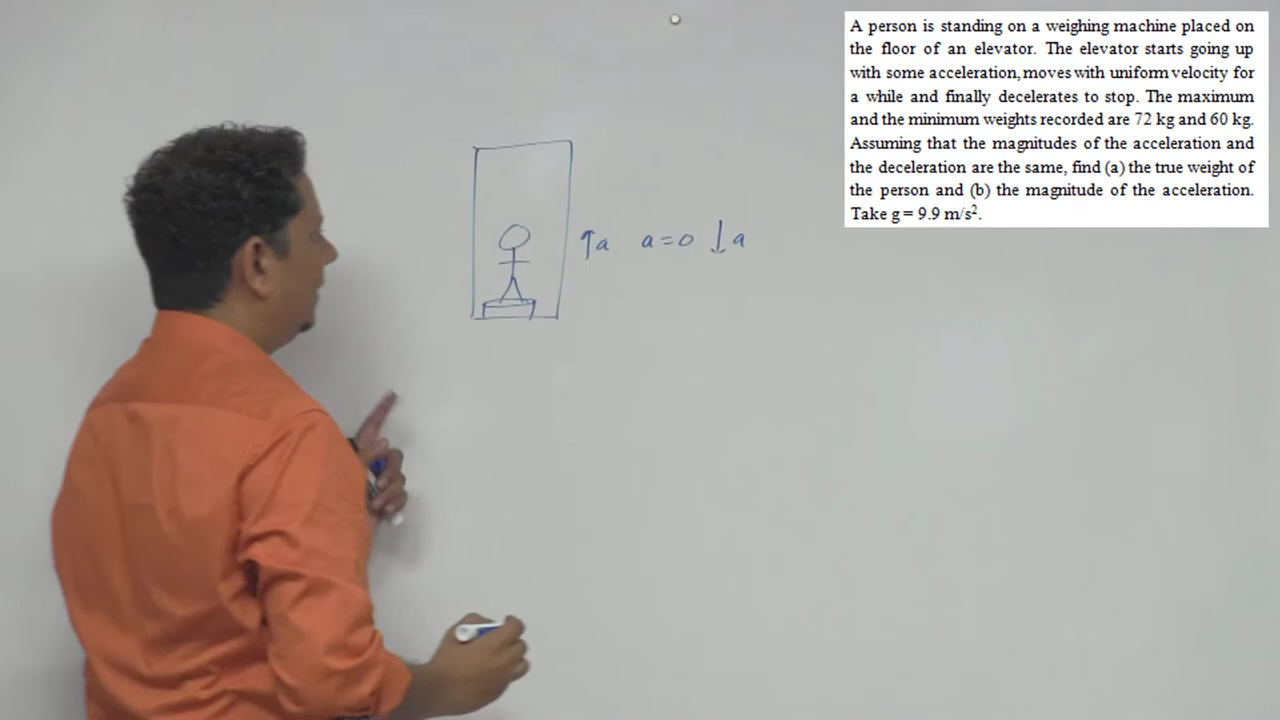 A person is standing on a weighing machine placed on
the floor of an elevator. The elevator starts going up
with some acceleration, moves with uniform velocity for
a while and finally decelerates to stop. The maximum
and the minimum weights recorded are 72 kg and 60 kg.
Assuming that the magnitudes of the acceleration and
the deceleration are the same, find (a) the true weight of
the person and (b) the magnitude of the acceleration.
Take g = 9.9 m/s².
↑a a=0 ↓a